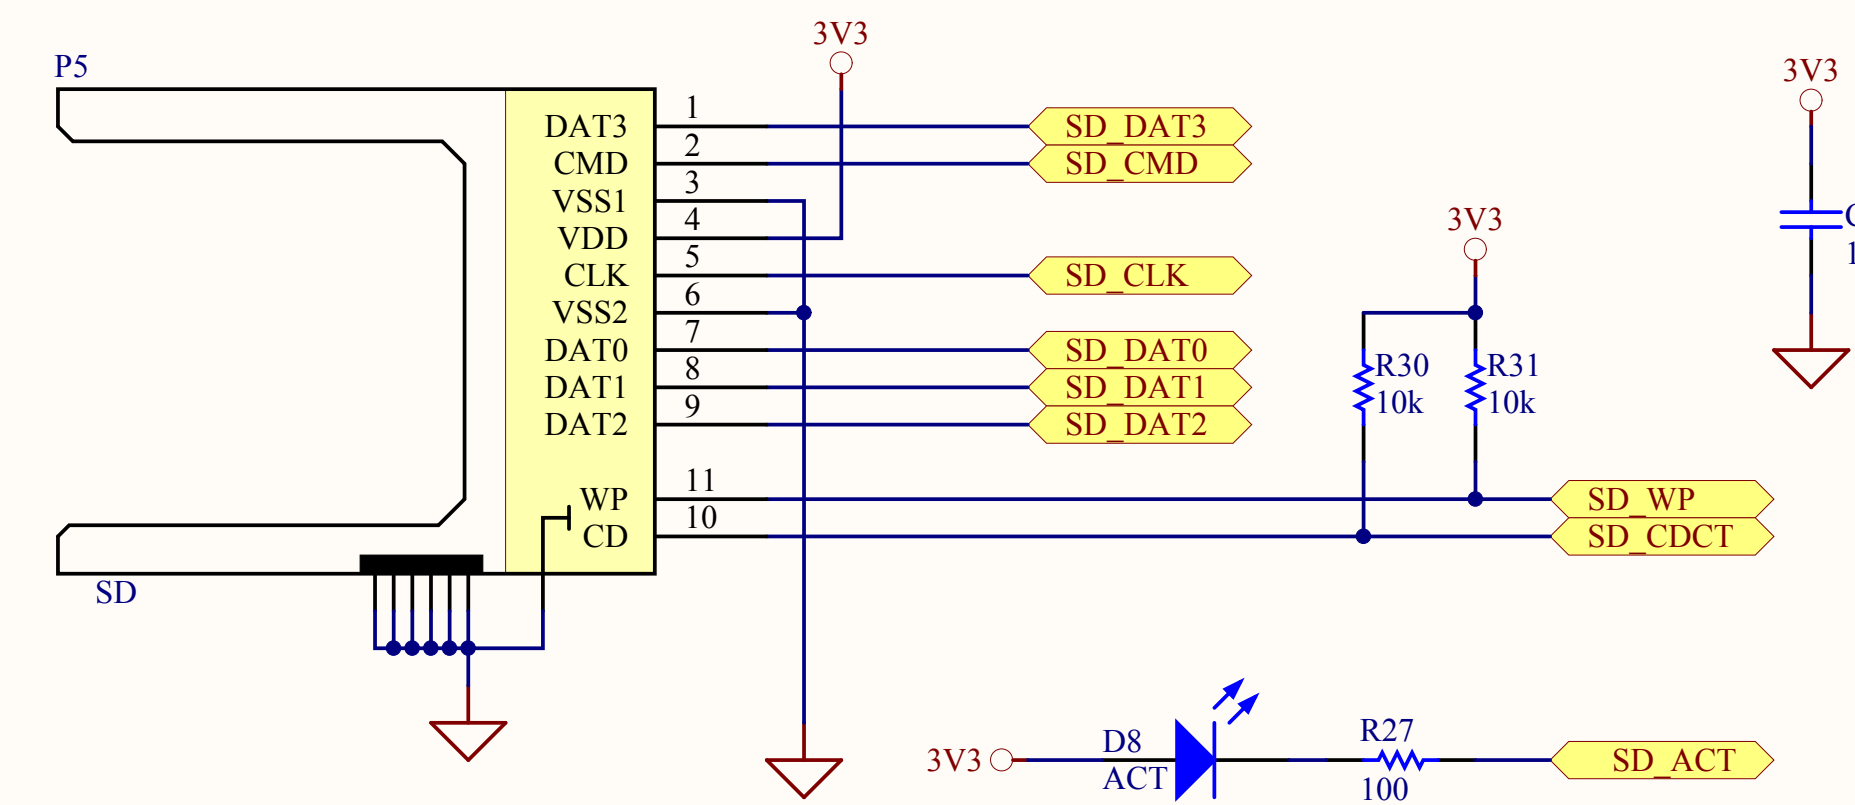 3V3
P5
3V3
DAT3 1 SD_DAT3
CMD 2 SD_CMD
VSS1 3
VDD 4
3V3
CLK 5 SD_CLK
VSS2 6
DAT0 7 SD_DAT0
DAT1 8 SD_DAT1
DAT2 9 SD_DAT2
R30
10k
R31
10k
WP 11 SD_WP
CD 10 SD_CDCT
SD
3V3
D8
ACT
R27
100
SD_ACT